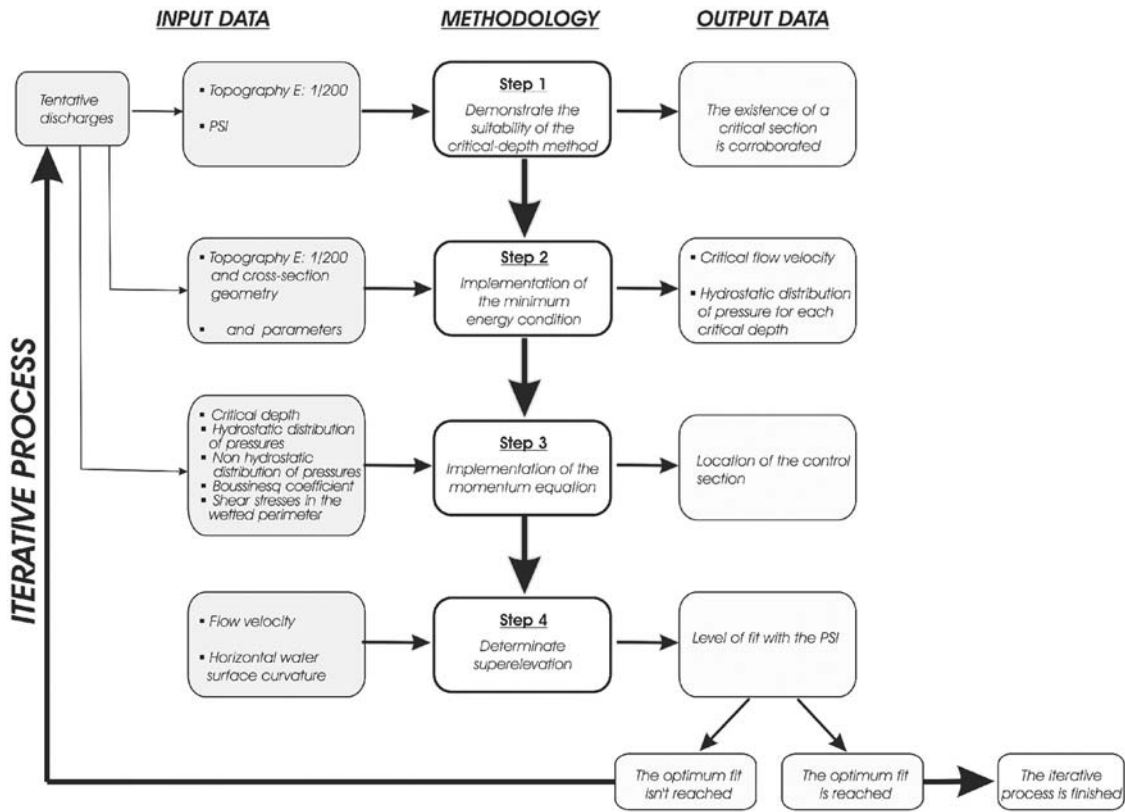 INPUT DATA
METHODOLOGY
OUTPUT DATA
Tentative
discharges
▪ Topography E: 1/200
▪ PSI
Step 1
Demonstrate the
suitability of the
critical-depth method
The existence of a
critical section
is corroborated
▪ Topography E: 1/200
and cross-section
geometry
▪ and parameters
Step 2
Implementation of
the minimum
energy condition
▪ Critical flow velocity
▪ Hydrostatic distribution
of pressure for each
critical depth
▪ Critical depth
▪ Hydrostatic distribution
of pressures
▪ Non hydrostatic
distribution of pressures
▪ Boussinesq coefficient
▪ Shear stresses in the
wetted perimeter
Step 3
Implementation of the
momentum equation
Location of the control
section
▪ Flow velocity
▪ Horizontal water
surface curvature
Step 4
Determinate
superelevation
Level of fit with the PSI
The optimum fit
isn't reached
The optimum fit
is reached
The iterative
process is finished
ITERATIVE PROCESS